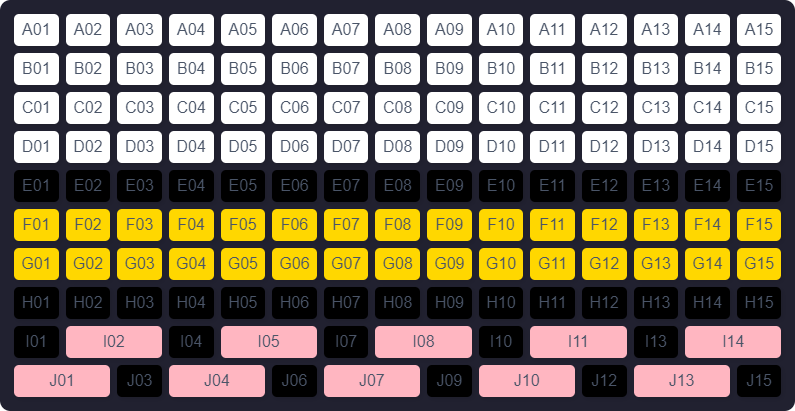 A01 A02 A03 A04 A05 A06 A07 A08 A09 A10 A11 A12 A13 A14 A15
B01 B02 B03 B04 B05 B06 B07 B08 B09 B10 B11 B12 B13 B14 B15
C01 C02 C03 C04 C05 C06 C07 C08 C09 C10 C11 C12 C13 C14 C15
D01 D02 D03 D04 D05 D06 D07 D08 D09 D10 D11 D12 D13 D14 D15
E01 E02 E03 E04 E05 E06 E07 E08 E09 E10 E11 E12 E13 E14 E15
F01 F02 F03 F04 F05 F06 F07 F08 F09 F10 F11 F12 F13 F14 F15
G01 G02 G03 G04 G05 G06 G07 G08 G09 G10 G11 G12 G13 G14 G15
H01 H02 H03 H04 H05 H06 H07 H08 H09 H10 H11 H12 H13 H14 H15
I01 I02 I04 I05 I07 I08 I10 I11 I13 I14
J01 J03 J04 J06 J07 J09 J10 J12 J13 J15